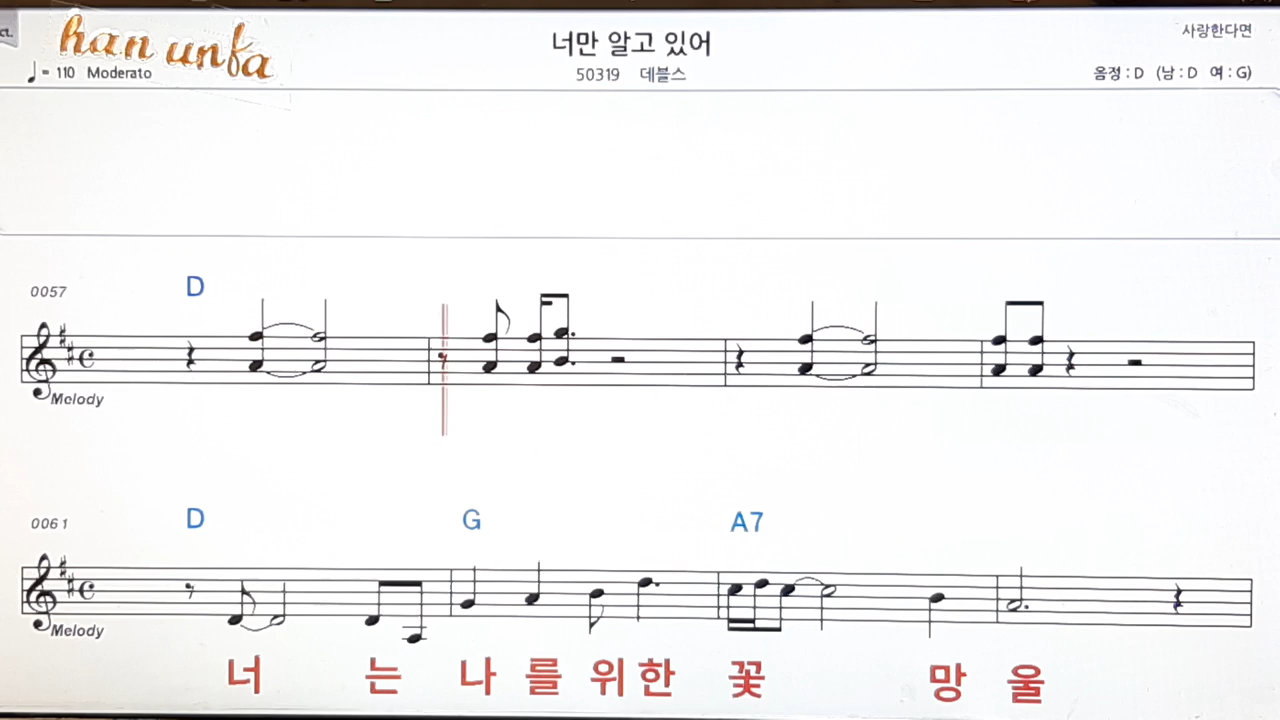 ct.
han unfa
너만 알고 있어
사랑한다면
♩= 110 Moderato
50319 데블스
음정 : D (남 : D 여 : G)
0057
D
Melody
0061
D G A7
Melody
너 는 나 를 위 한 꽃 망 울